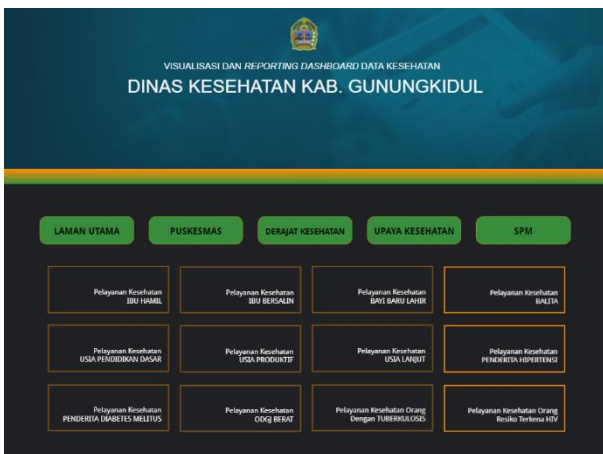 VISUALISASI DAN REPORTING DASHBOARD DATA KESEHATAN
DINAS KESEHATAN KAB. GUNUNGKIDUL
LAMAN UTAMA
PUSKESMAS
DERAJAT KESEHATAN
UPAYA KESEHATAN
SPM
Pelayanan Kesehatan
IBU HAMIL
Pelayanan Kesehatan
IBU BERSALIN
Pelayanan Kesehatan
BAYI BARU LAHIR
Pelayanan Kesehatan
BALITA
Pelayanan Kesehatan
USIA PENDIDIKAN DASAR
Pelayanan Kesehatan
USIA PRODUKTIF
Pelayanan Kesehatan
USIA LANJUT
Pelayanan Kesehatan
PENDERITA HIPERTENSI
Pelayanan Kesehatan
PENDERITA DIABETES MELITUS
Pelayanan Kesehatan
ODGJ BERAT
Pelayanan Kesehatan Orang
Dengan TUBERKULOSIS
Pelayanan Kesehatan Orang
Resiko Terkena HIV